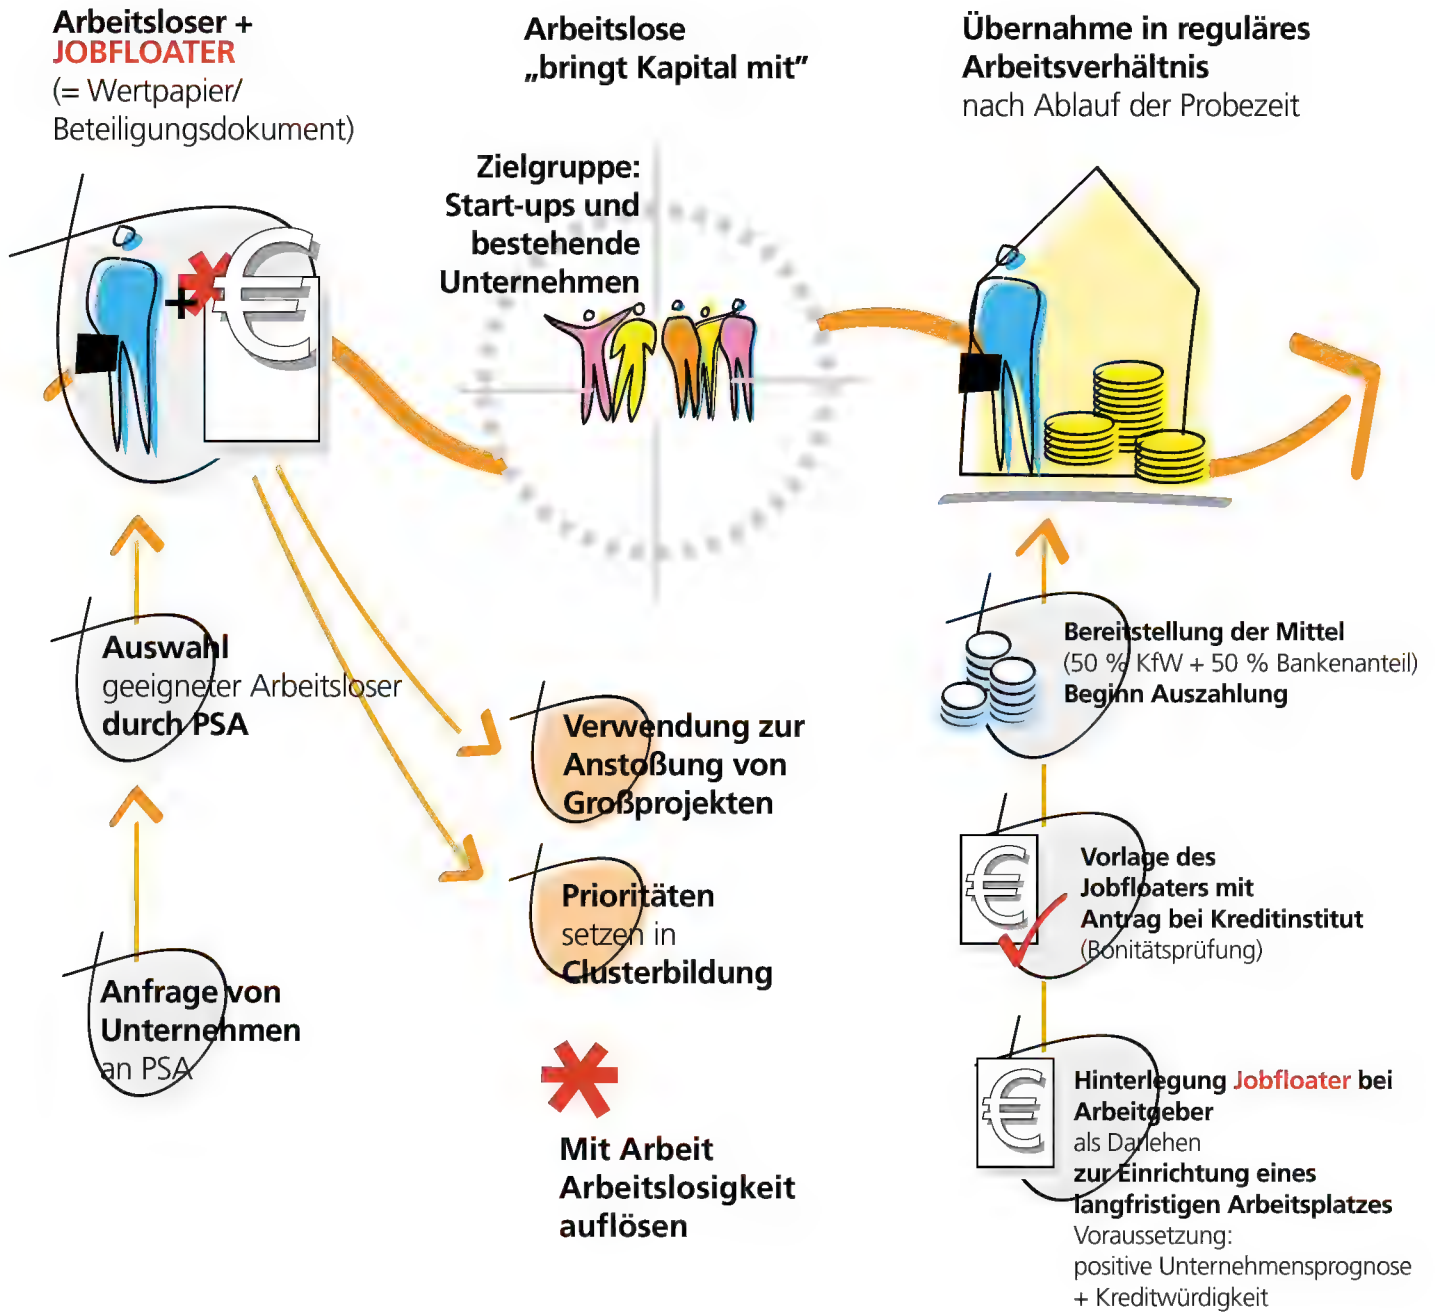 Arbeitsloser +
JOBFLOATER
(= Wertpapier/
Beteiligungsdokument)
Arbeitslose
„bringt Kapital mit”
Übernahme in reguläres
Arbeitsverhältnis
nach Ablauf der Probezeit
Zielgruppe:
Start-ups und
bestehende
Unternehmen
+
€
Auswahl
geeigneter Arbeitsloser
durch PSA
Anfrage von
Unternehmen
an PSA
Verwendung zur
Anstoßung von
Großprojekten
Prioritäten
setzen in
Clusterbildung
Mit Arbeit
Arbeitslosigkeit
auflösen
Bereitstellung der Mittel
(50 % KfW + 50 % Bankenanteil)
Beginn Auszahlung
€
Vorlage des
Jobfloaters mit
Antrag bei Kreditinstitut
(Bonitätsprüfung)
€
Hinterlegung Jobfloater bei
Arbeitgeber
als Darlehen
zur Einrichtung eines
langfristigen Arbeitsplatzes
Voraussetzung:
positive Unternehmensprognose
+ Kreditwürdigkeit